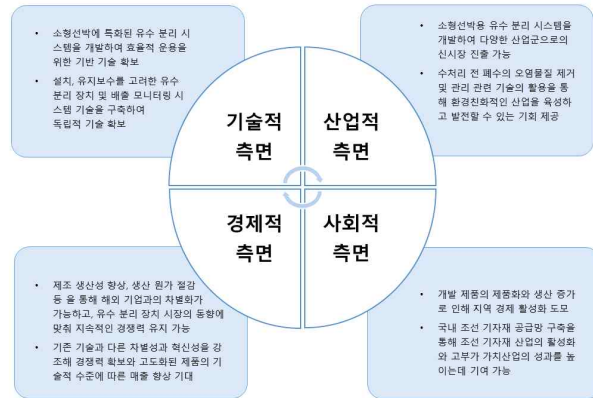 • 소형선박에 특화된 유수 분리 시
스템을 개발하여 효율적 운용을
위한 기반 기술 확보
• 설치, 유지보수를 고려한 유수
분리 장치 및 배출 모니터링 시
스템 기술을 구축하여
독립적 기술 확보
• 소형선박용 유수 분리 시스템을
개발하여 다양한 산업군으로의
신시장 진출 가능
• 수처리 전 폐수의 오염물질 제거
및 관리 관련 기술의 활용을 통
해 환경친화적인 산업을 육성하
고 발전할 수 있는 기회 제공
기술적
측면
산업적
측면
경제적
측면
사회적
측면
• 제조 생산성 향상, 생산 원가 절감
등 을 통해 해외 기업과의 차별화가
가능하고, 유수 분리 장치 시장의 동향에
맞춰 지속적인 경쟁력 유지 가능
• 기존 기술과 다른 차별성과 혁신성을 강
조해 경쟁력 확보와 고도화된 제품의 기
술적 수준에 따른 매출 향상 기대
• 개발 제품의 제품화와 생산 증가
로 인해 지역 경제 활성화 도모
• 국내 조선 기자재 공급망 구축을
통해 조선 기자재 산업의 활성화
와 고부가 가치산업의 성과를 높
이는데 기여 가능